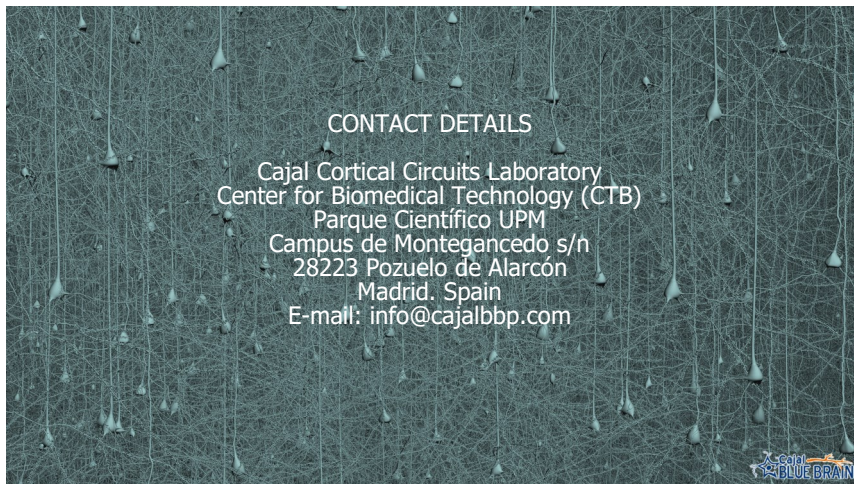 CONTACT DETAILS
Cajal Cortical Circuits Laboratory
Center for Biomedical Technology (CTB)
Parque Científico UPM
Campus de Montegancedo s/n
28223 Pozuelo de Alarcón
Madrid. Spain
E-mail: info@cajalbbp.com
Cajal
BLUE BRAIN